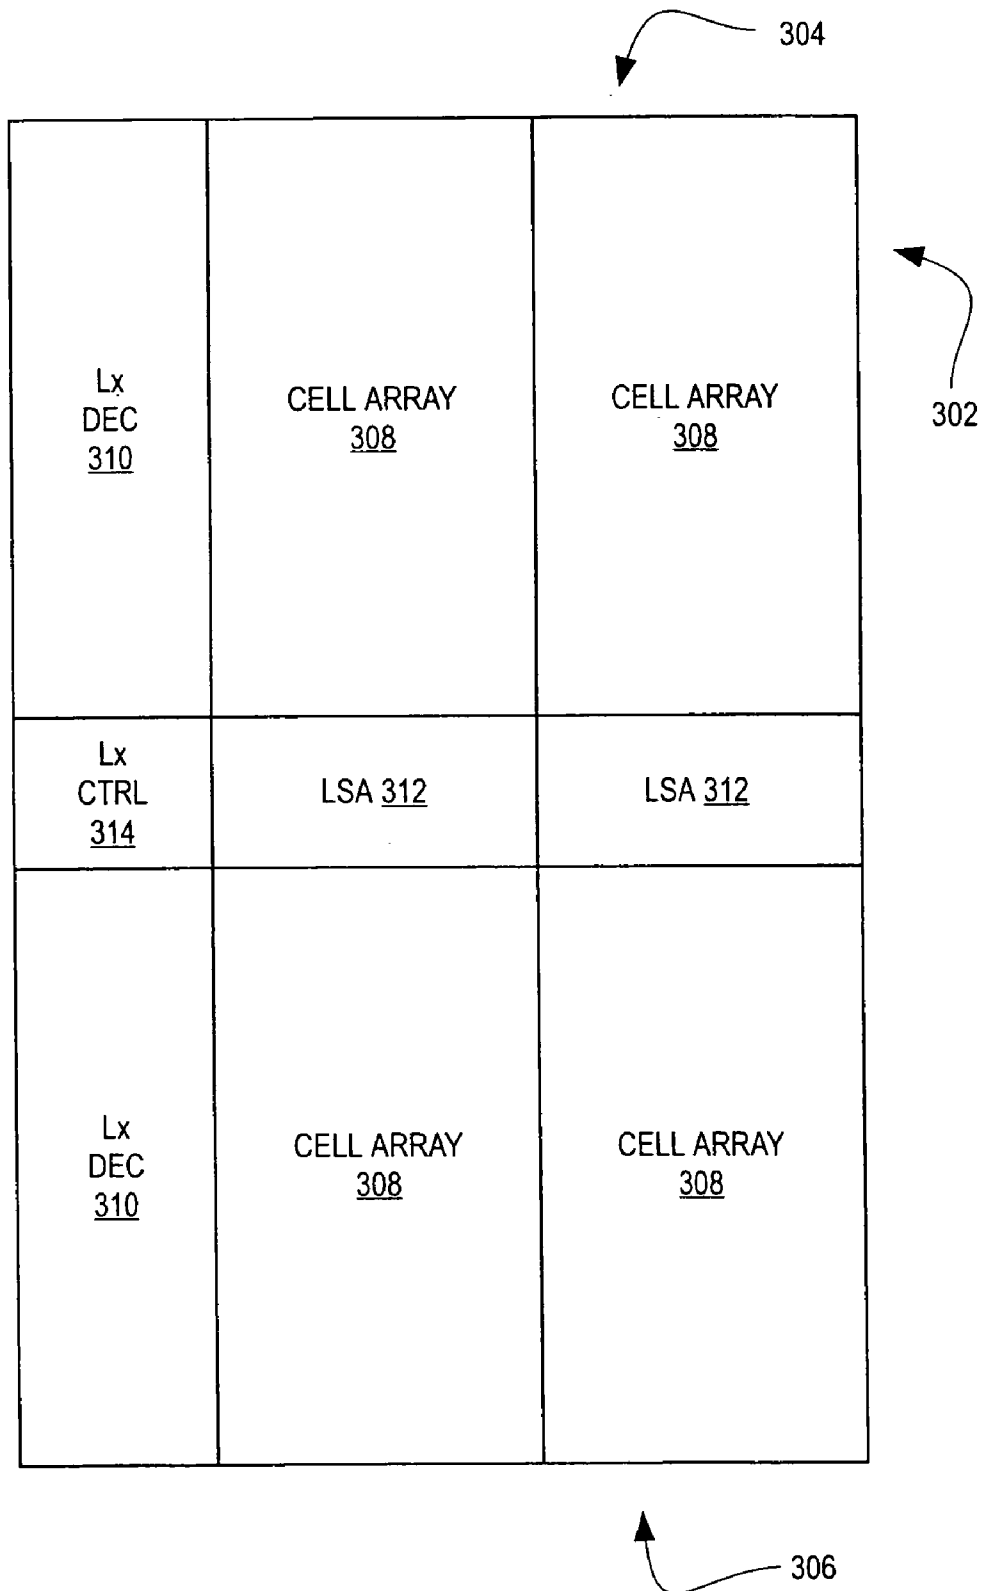 304
302
Lx
DEC
310
CELL ARRAY
308
CELL ARRAY
308
Lx
CTRL
314
LSA 312
LSA 312
Lx
DEC
310
CELL ARRAY
308
CELL ARRAY
308
306